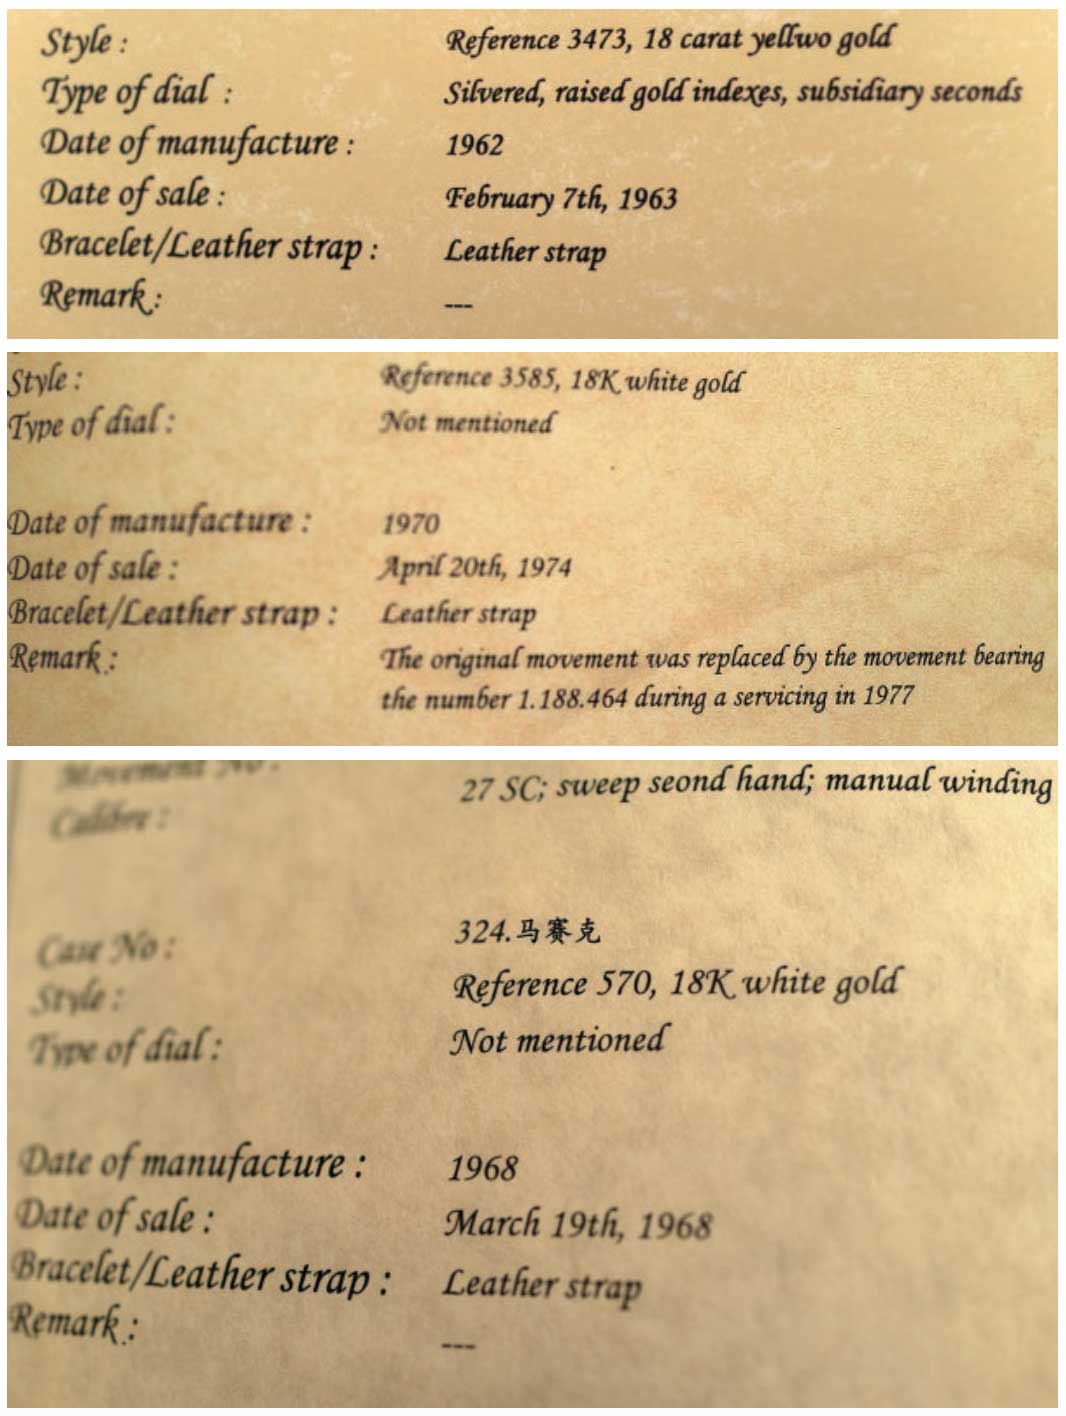 Style : Reference 3473, 18 carat yellwo gold
Type of dial : Silvered, raised gold indexes, subsidiary seconds
Date of manufacture : 1962
Date of sale : February 7th, 1963
Bracelet/Leather strap : Leather strap
Remark : ---
Style : Reference 3585, 18K white gold
Type of dial : Not mentioned
Date of manufacture : 1970
Date of sale : April 20th, 1974
Bracelet/Leather strap : Leather strap
Remark : The original movement was replaced by the movement bearing
the number 1.188.464 during a servicing in 1977
Movement No :
Calibre : 27 SC; sweep seond hand; manual winding
Case No : 324.马赛克
Style : Reference 570, 18K white gold
Type of dial : Not mentioned
Date of manufacture : 1968
Date of sale : March 19th, 1968
Bracelet/Leather strap : Leather strap
Remark : ---